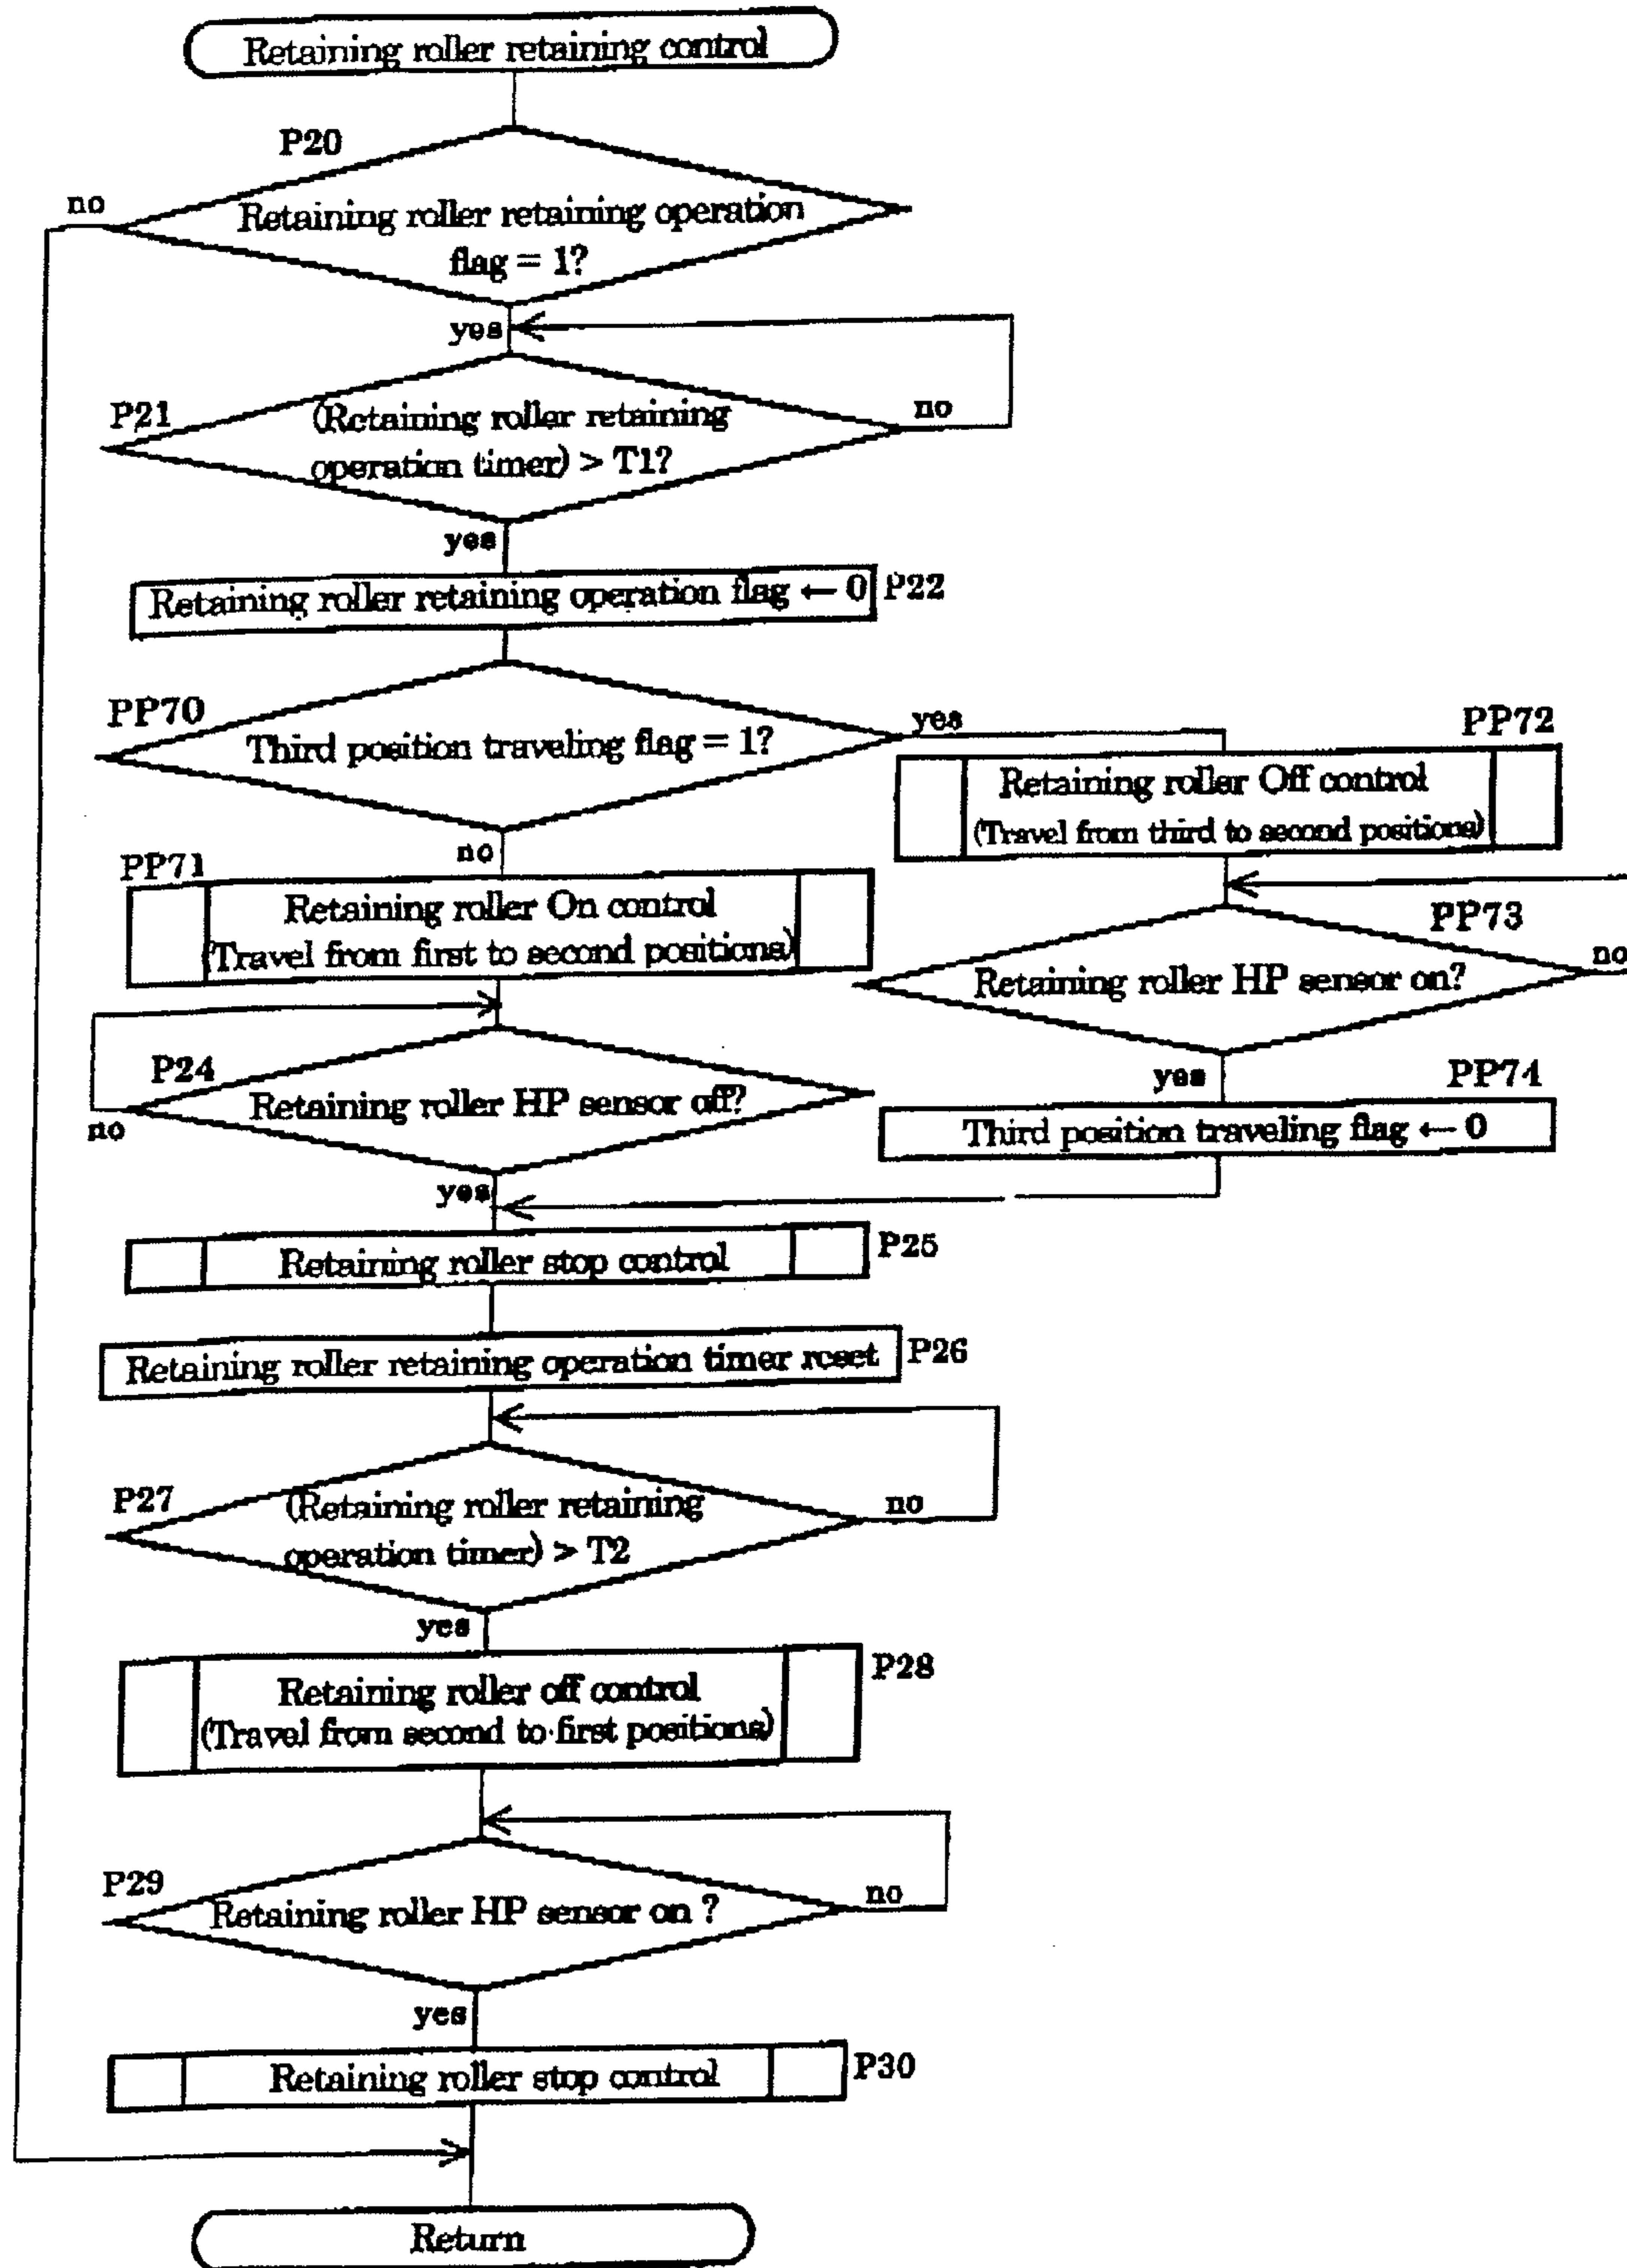 Retaining roller retaining control
P20
no
Retaining roller retaining operation
flag = 1?
yes
P21
(Retaining roller retaining
operation timer) > T1?
no
yes
Retaining roller retaining operation flag ← 0
P22
PP70
Third position traveling flag = 1?
yes
no
PP72
Retaining roller Off control
(Travel from third to second positions)
PP71
Retaining roller On control
(Travel from first to second positions)
PP73
Retaining roller HP sensor on?
no
yes
P24
Retaining roller HP sensor off?
no
yes
PP74
Third position traveling flag ← 0
Retaining roller stop control
P25
Retaining roller retaining operation timer reset
P26
P27
(Retaining roller retaining
operation timer) > T2
no
yes
Retaining roller off control
(Travel from second to first positions)
P28
P29
Retaining roller HP sensor on ?
no
yes
Retaining roller stop control
P30
Return